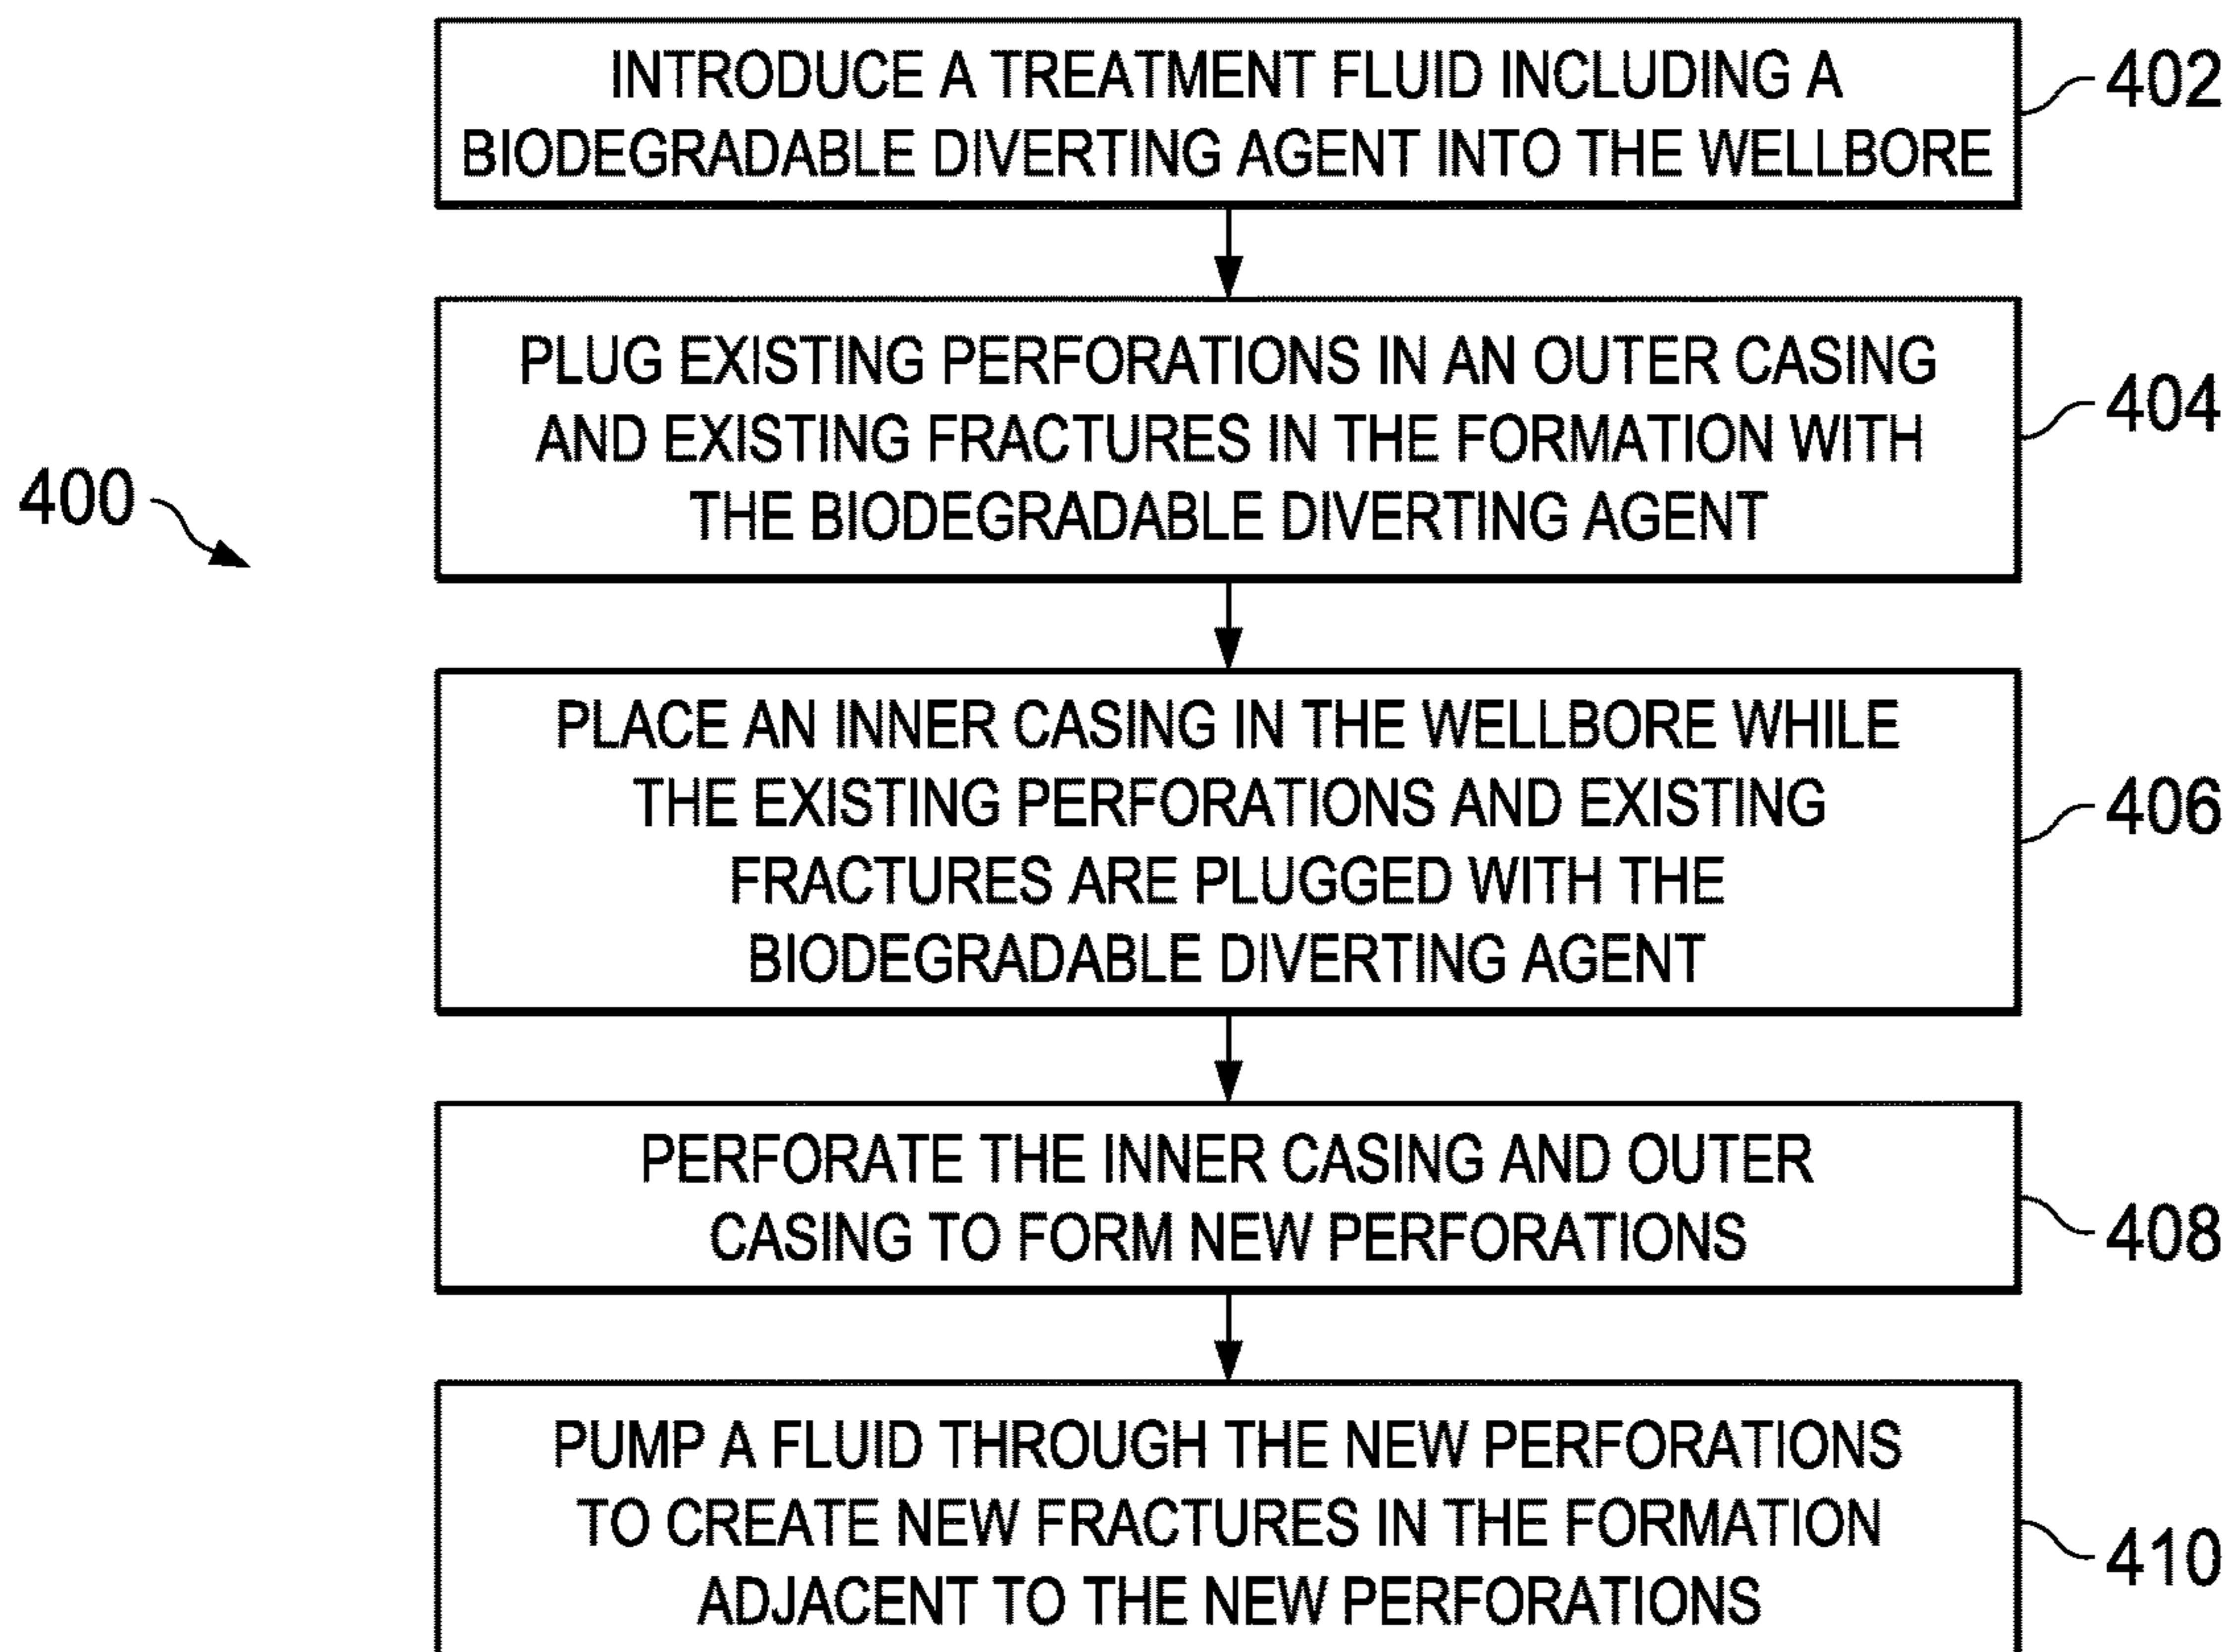 INTRODUCE A TREATMENT FLUID INCLUDING A
BIODEGRADABLE DIVERTING AGENT INTO THE WELLBORE
402
PLUG EXISTING PERFORATIONS IN AN OUTER CASING
AND EXISTING FRACTURES IN THE FORMATION WITH
THE BIODEGRADABLE DIVERTING AGENT
404
400
PLACE AN INNER CASING IN THE WELLBORE WHILE
THE EXISTING PERFORATIONS AND EXISTING
FRACTURES ARE PLUGGED WITH THE
BIODEGRADABLE DIVERTING AGENT
406
PERFORATE THE INNER CASING AND OUTER
CASING TO FORM NEW PERFORATIONS
408
PUMP A FLUID THROUGH THE NEW PERFORATIONS
TO CREATE NEW FRACTURES IN THE FORMATION
ADJACENT TO THE NEW PERFORATIONS
410